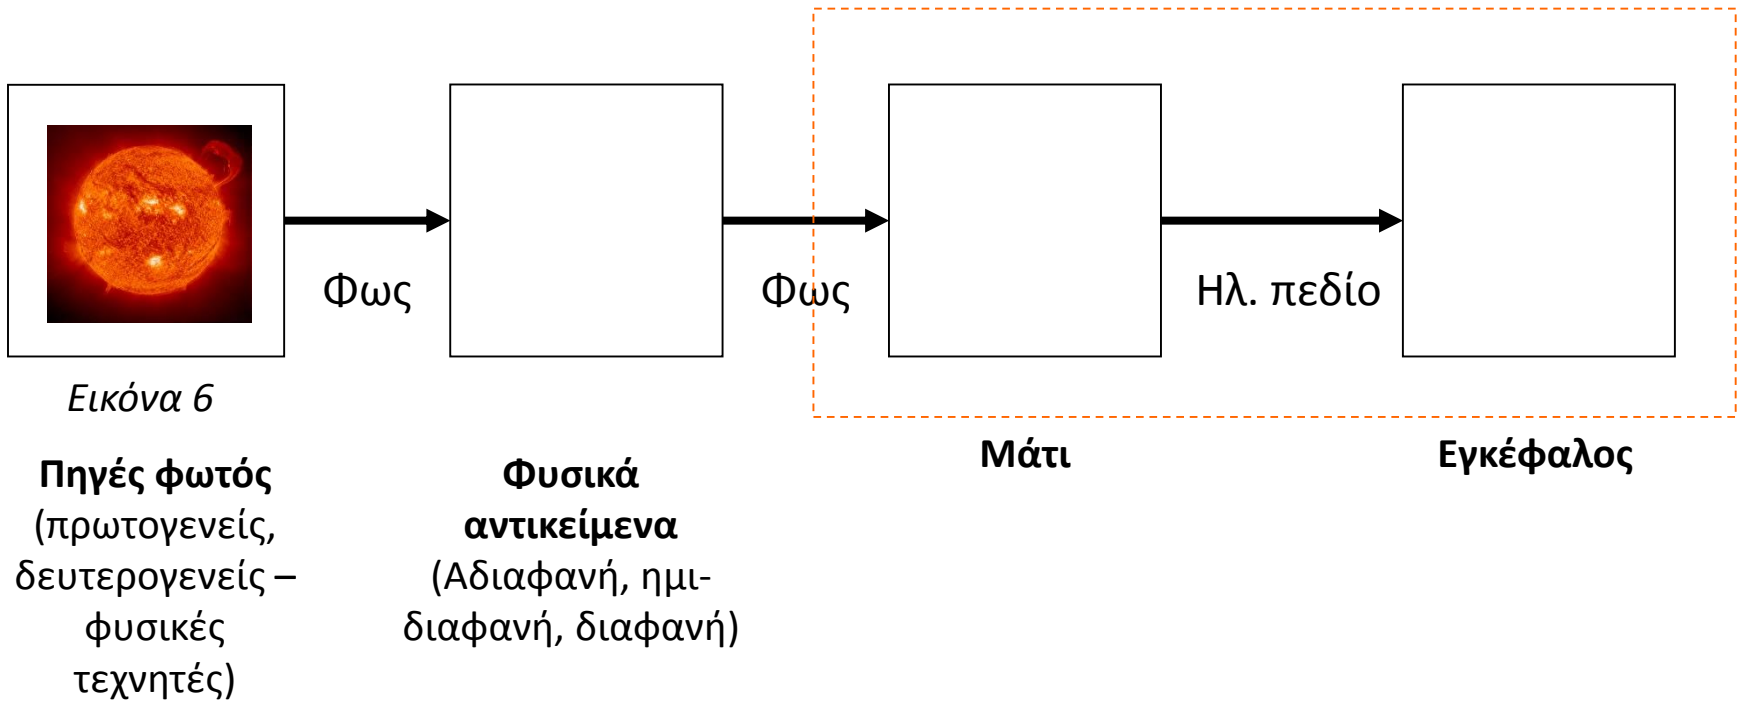 Φως
Φως
Ηλ. πεδίο
Εικόνα 6
Πηγές φωτός
(πρωτογενείς,
δευτερογενείς –
φυσικές
τεχνητές)
Φυσικά
αντικείμενα
(Αδιαφανή, ημι-
διαφανή, διαφανή)
Μάτι
Εγκέφαλος